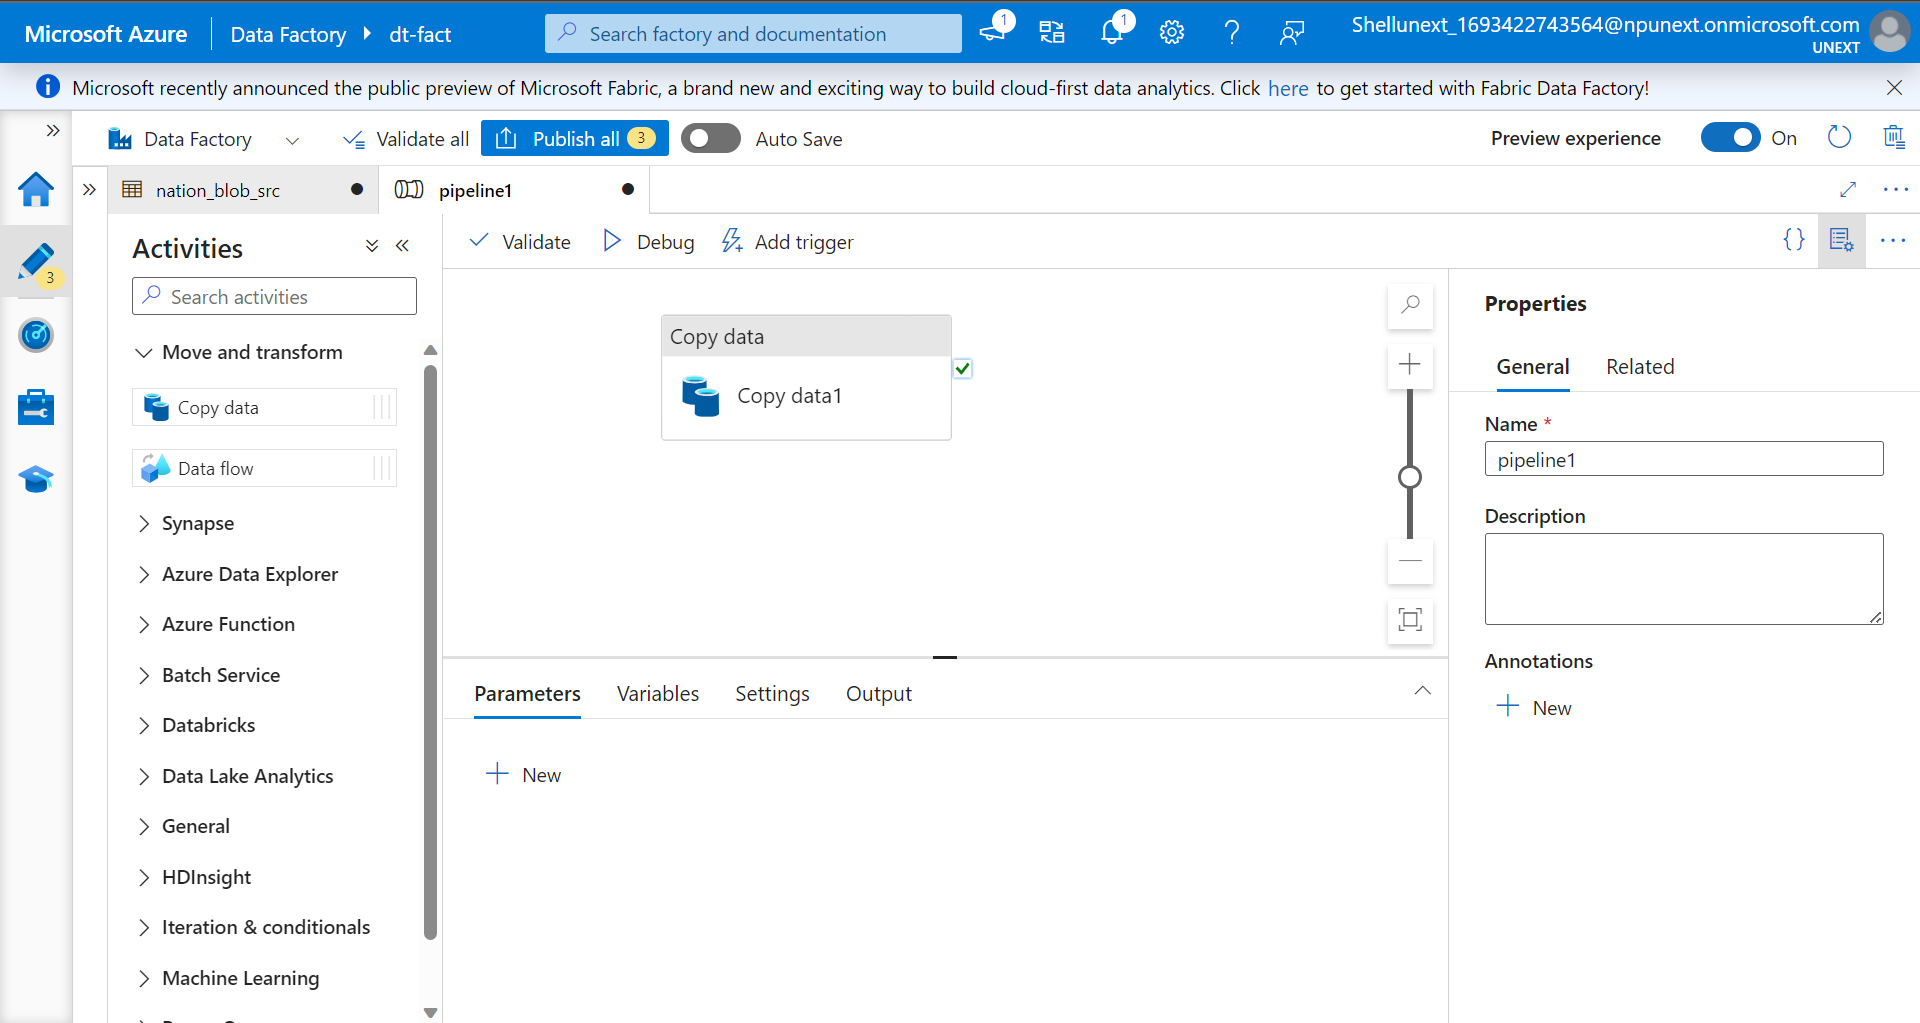 Microsoft Azure
Data Factory
dt-fact
Search factory and documentation
1
1
Shellunext_1693422743564@npunext.onmicrosoft.com
UNEXT
Microsoft recently announced the public preview of Microsoft Fabric, a brand new and exciting way to build cloud-first data analytics. Click here to get started with Fabric Data Factory!
Data Factory
Validate all
Publish all 3
Auto Save
Preview experience
On
nation_blob_src
pipeline1
3
Activities
Search activities
Move and transform
Copy data
Data flow
Synapse
Azure Data Explorer
Azure Function
Batch Service
Databricks
Data Lake Analytics
General
HDInsight
Iteration & conditionals
Machine Learning
Validate
Debug
Add trigger
{}
Copy data
Copy data1
Parameters
Variables
Settings
Output
New
Properties
General
Related
Name *
pipeline1
Description
Annotations
New